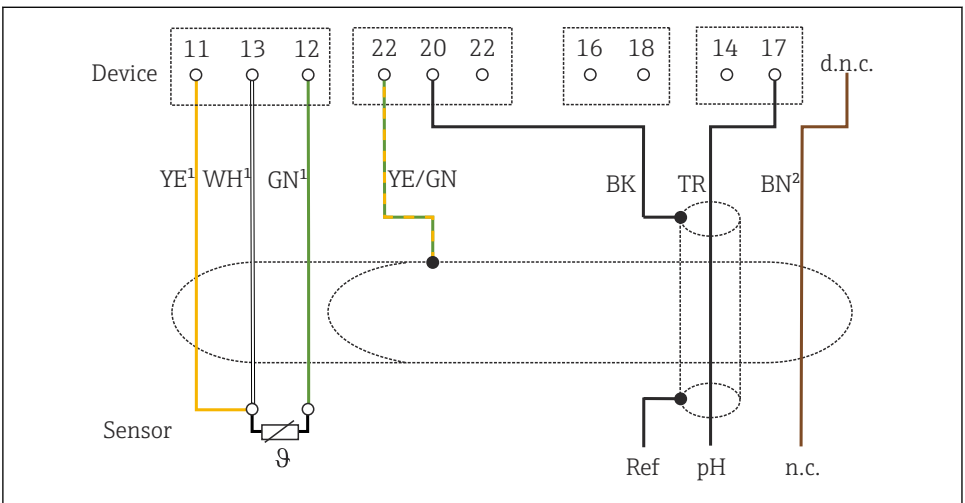 11 13 12 22 20 22 16 18 14 17
Device d.n.c.
YE¹ WH¹ GN¹ YE/GN BK TR BN²
Sensor
ϑ
Ref pH n.c.